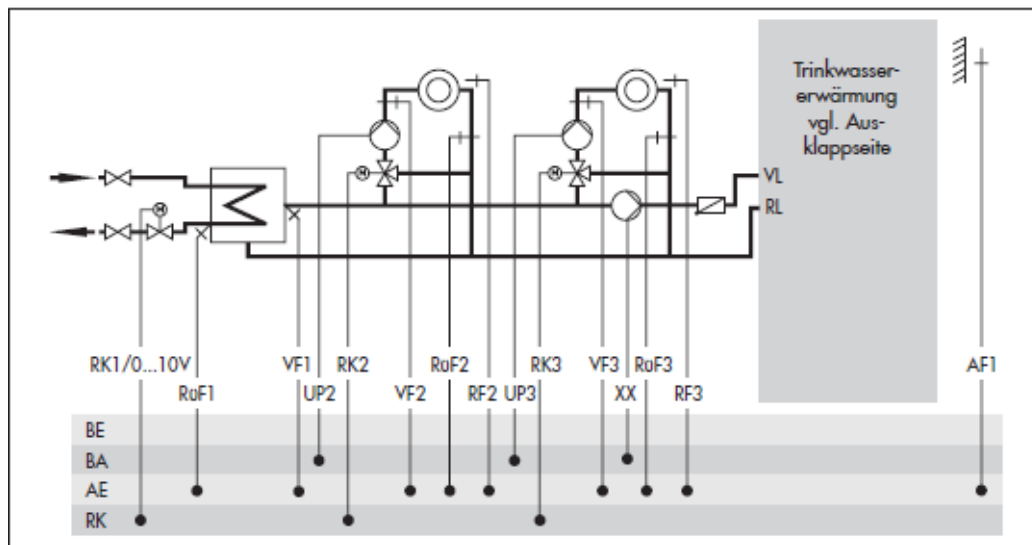 Trinkwasser-
erwärmung
vgl. Aus-
klappseite
VL
RL
RK1/0...10V
VF1
RK2
RüF2
RK3
VF3
RüF3
AF1
RüF1
UP2
VF2
RF2
UP3
XX
RF3
BE
BA
AE
RK